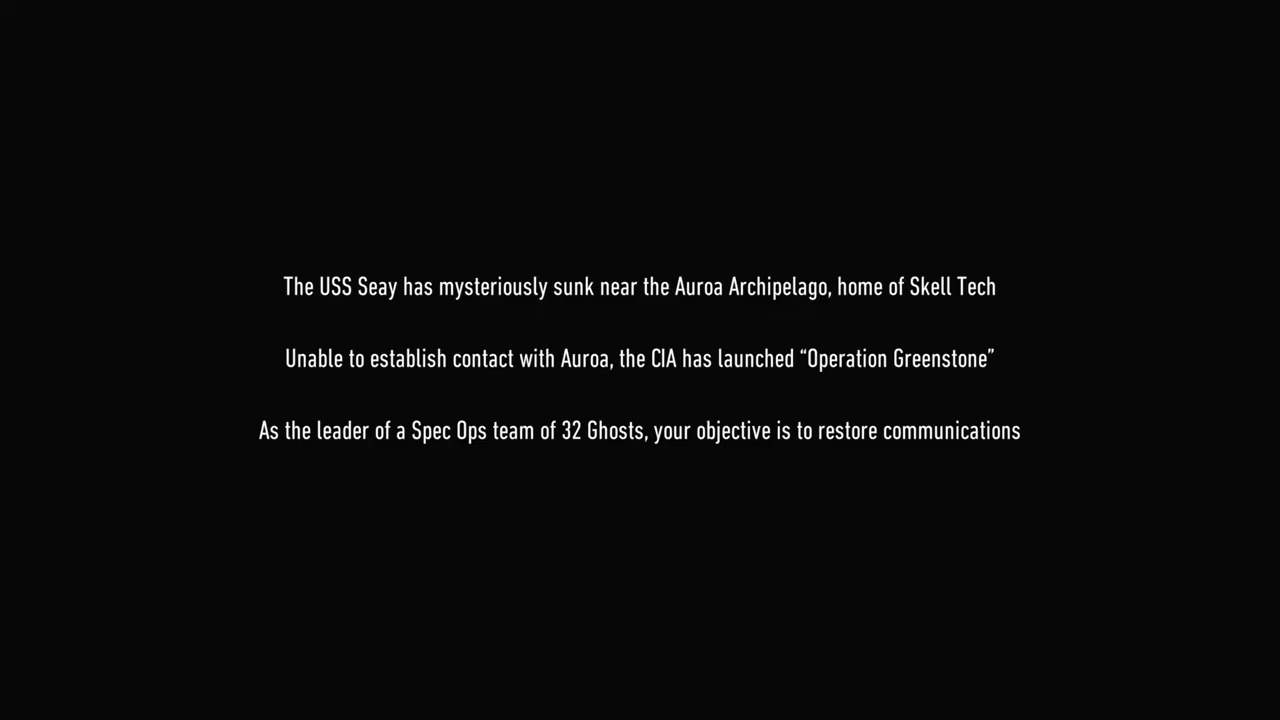 The USS Seay has mysteriously sunk near the Auroa Archipelago, home of Skell Tech
Unable to establish contact with Auroa, the CIA has launched “Operation Greenstone”
As the leader of a Spec Ops team of 32 Ghosts, your objective is to restore communications